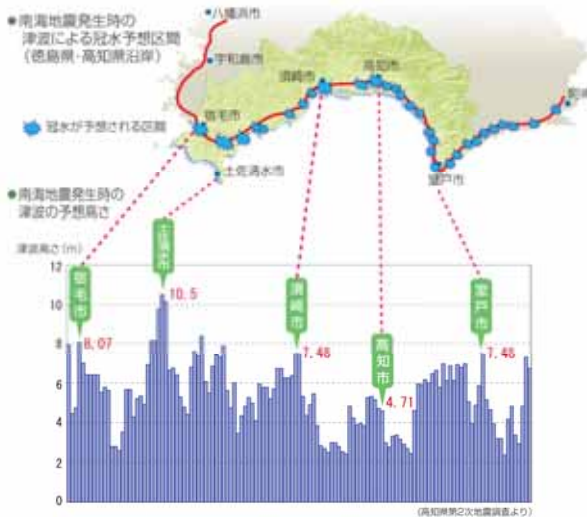 ●南海地震発生時の
津波による冠水予想区間
(徳島県・高知県沿岸)
冠水が予想される区間
八幡浜市
宇和島市
宿毛市
土佐清水市
須崎市
高知市
室戸市
●南海地震発生時の
津波の予想高さ
津波高さ(m)
12
10
8
6
4
2
0
宿毛市
8.07
土佐清水市
10.5
須崎市
7.48
高知市
4.71
室戸市
7.48
(高知県第2次地震調査より)